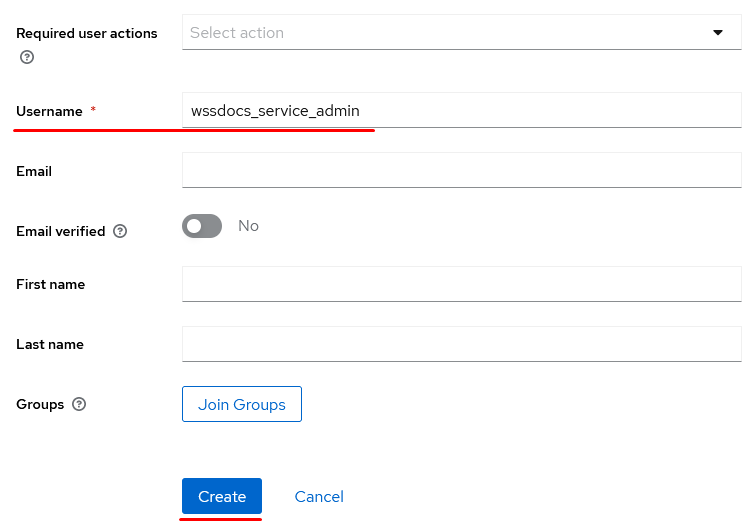 Required user actions
Select action
Username *
wssdocs_service_admin
Email
Email verified
No
First name
Last name
Groups
Join Groups
Create
Cancel